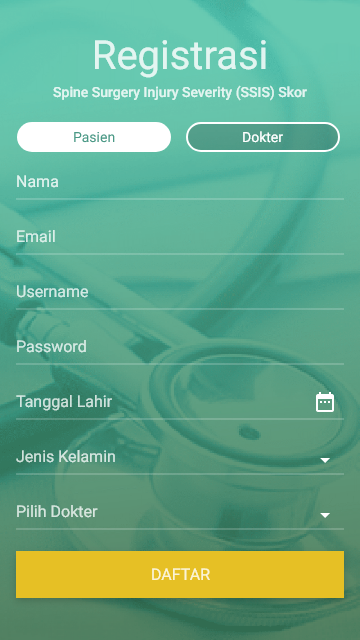 Registrasi
Spine Surgery Injury Severity (SSIS) Skor
Pasien
Dokter
Nama
Email
Username
Password
Tanggal Lahir
Jenis Kelamin
Pilih Dokter
DAFTAR